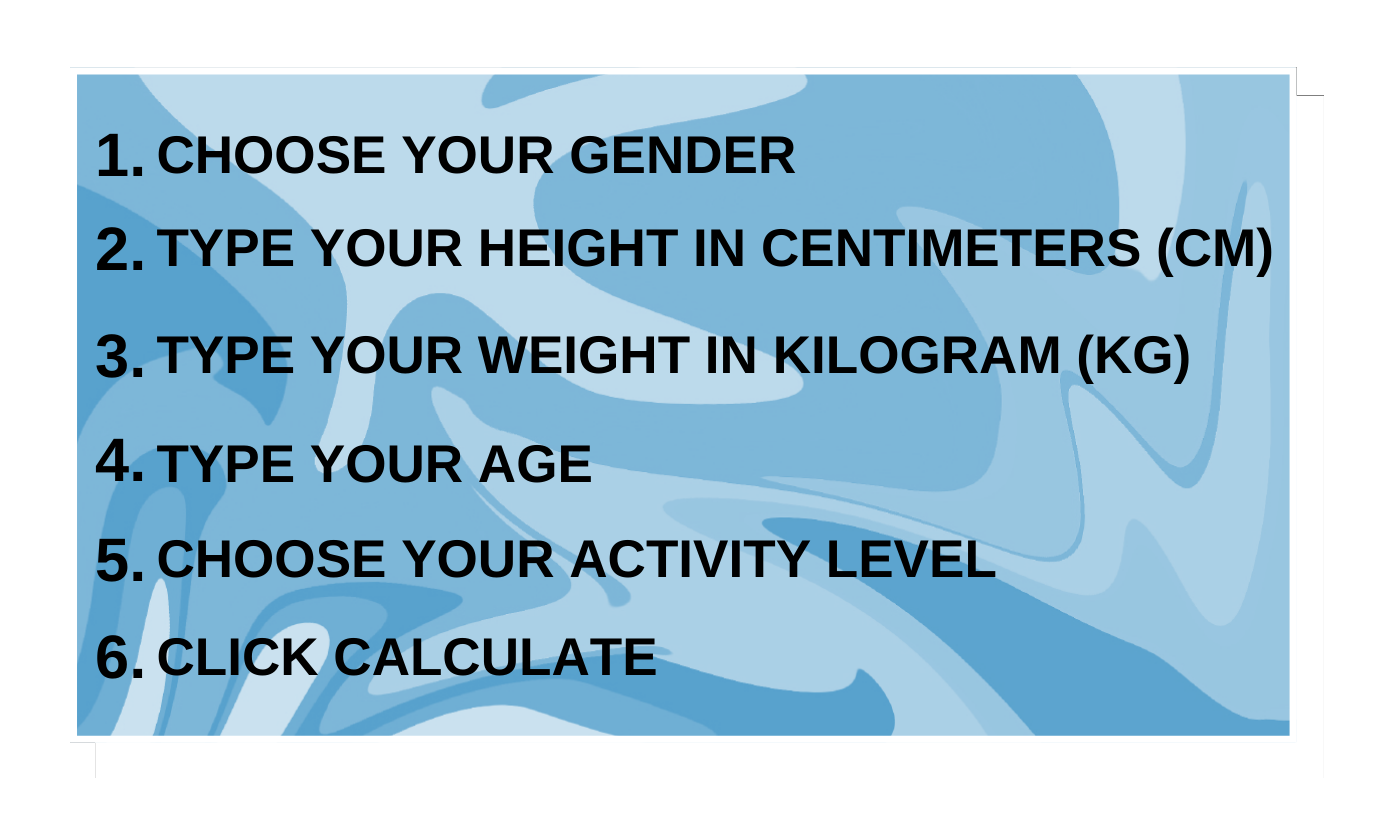 1. CHOOSE YOUR GENDER
2. TYPE YOUR HEIGHT IN CENTIMETERS (CM)
3. TYPE YOUR WEIGHT IN KILOGRAM (KG)
4. TYPE YOUR AGE
5. CHOOSE YOUR ACTIVITY LEVEL
6. CLICK CALCULATE